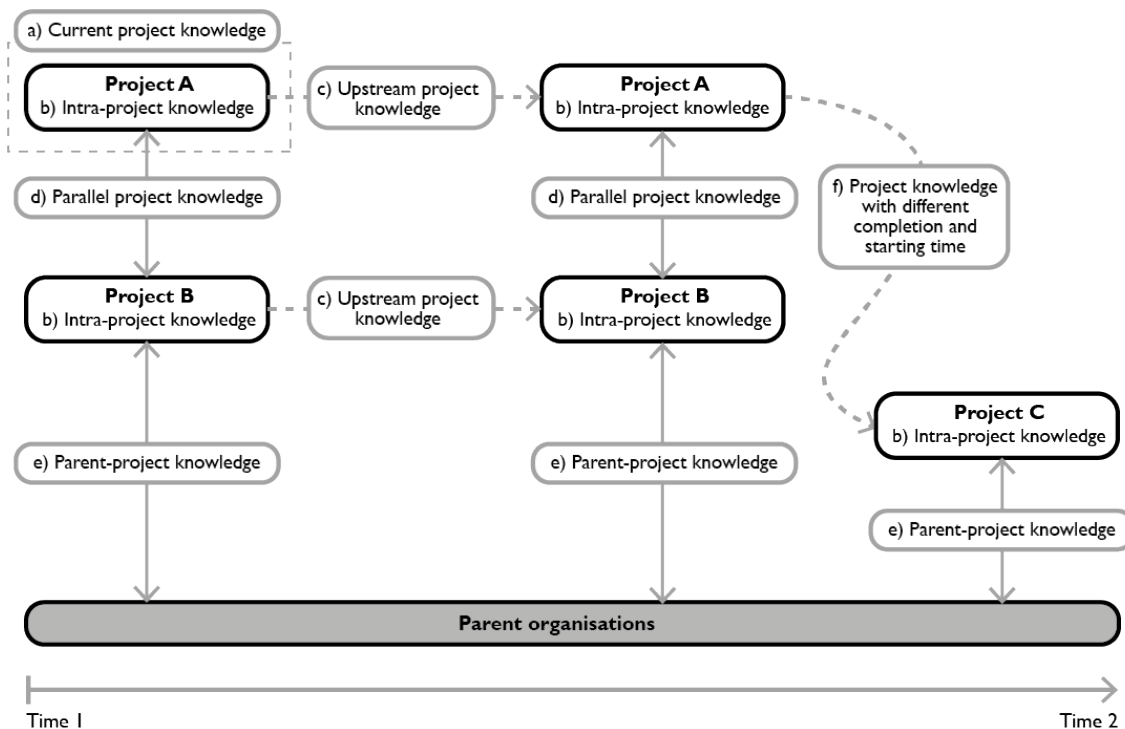 a) Current project knowledge
Project A
b) Intra-project knowledge
c) Upstream project
knowledge
Project A
b) Intra-project knowledge
d) Parallel project knowledge
d) Parallel project knowledge
f) Project knowledge
with different
completion and
starting time
Project B
b) Intra-project knowledge
c) Upstream project
knowledge
Project B
b) Intra-project knowledge
Project C
b) Intra-project knowledge
e) Parent-project knowledge
e) Parent-project knowledge
e) Parent-project knowledge
Parent organisations
Time 1
Time 2